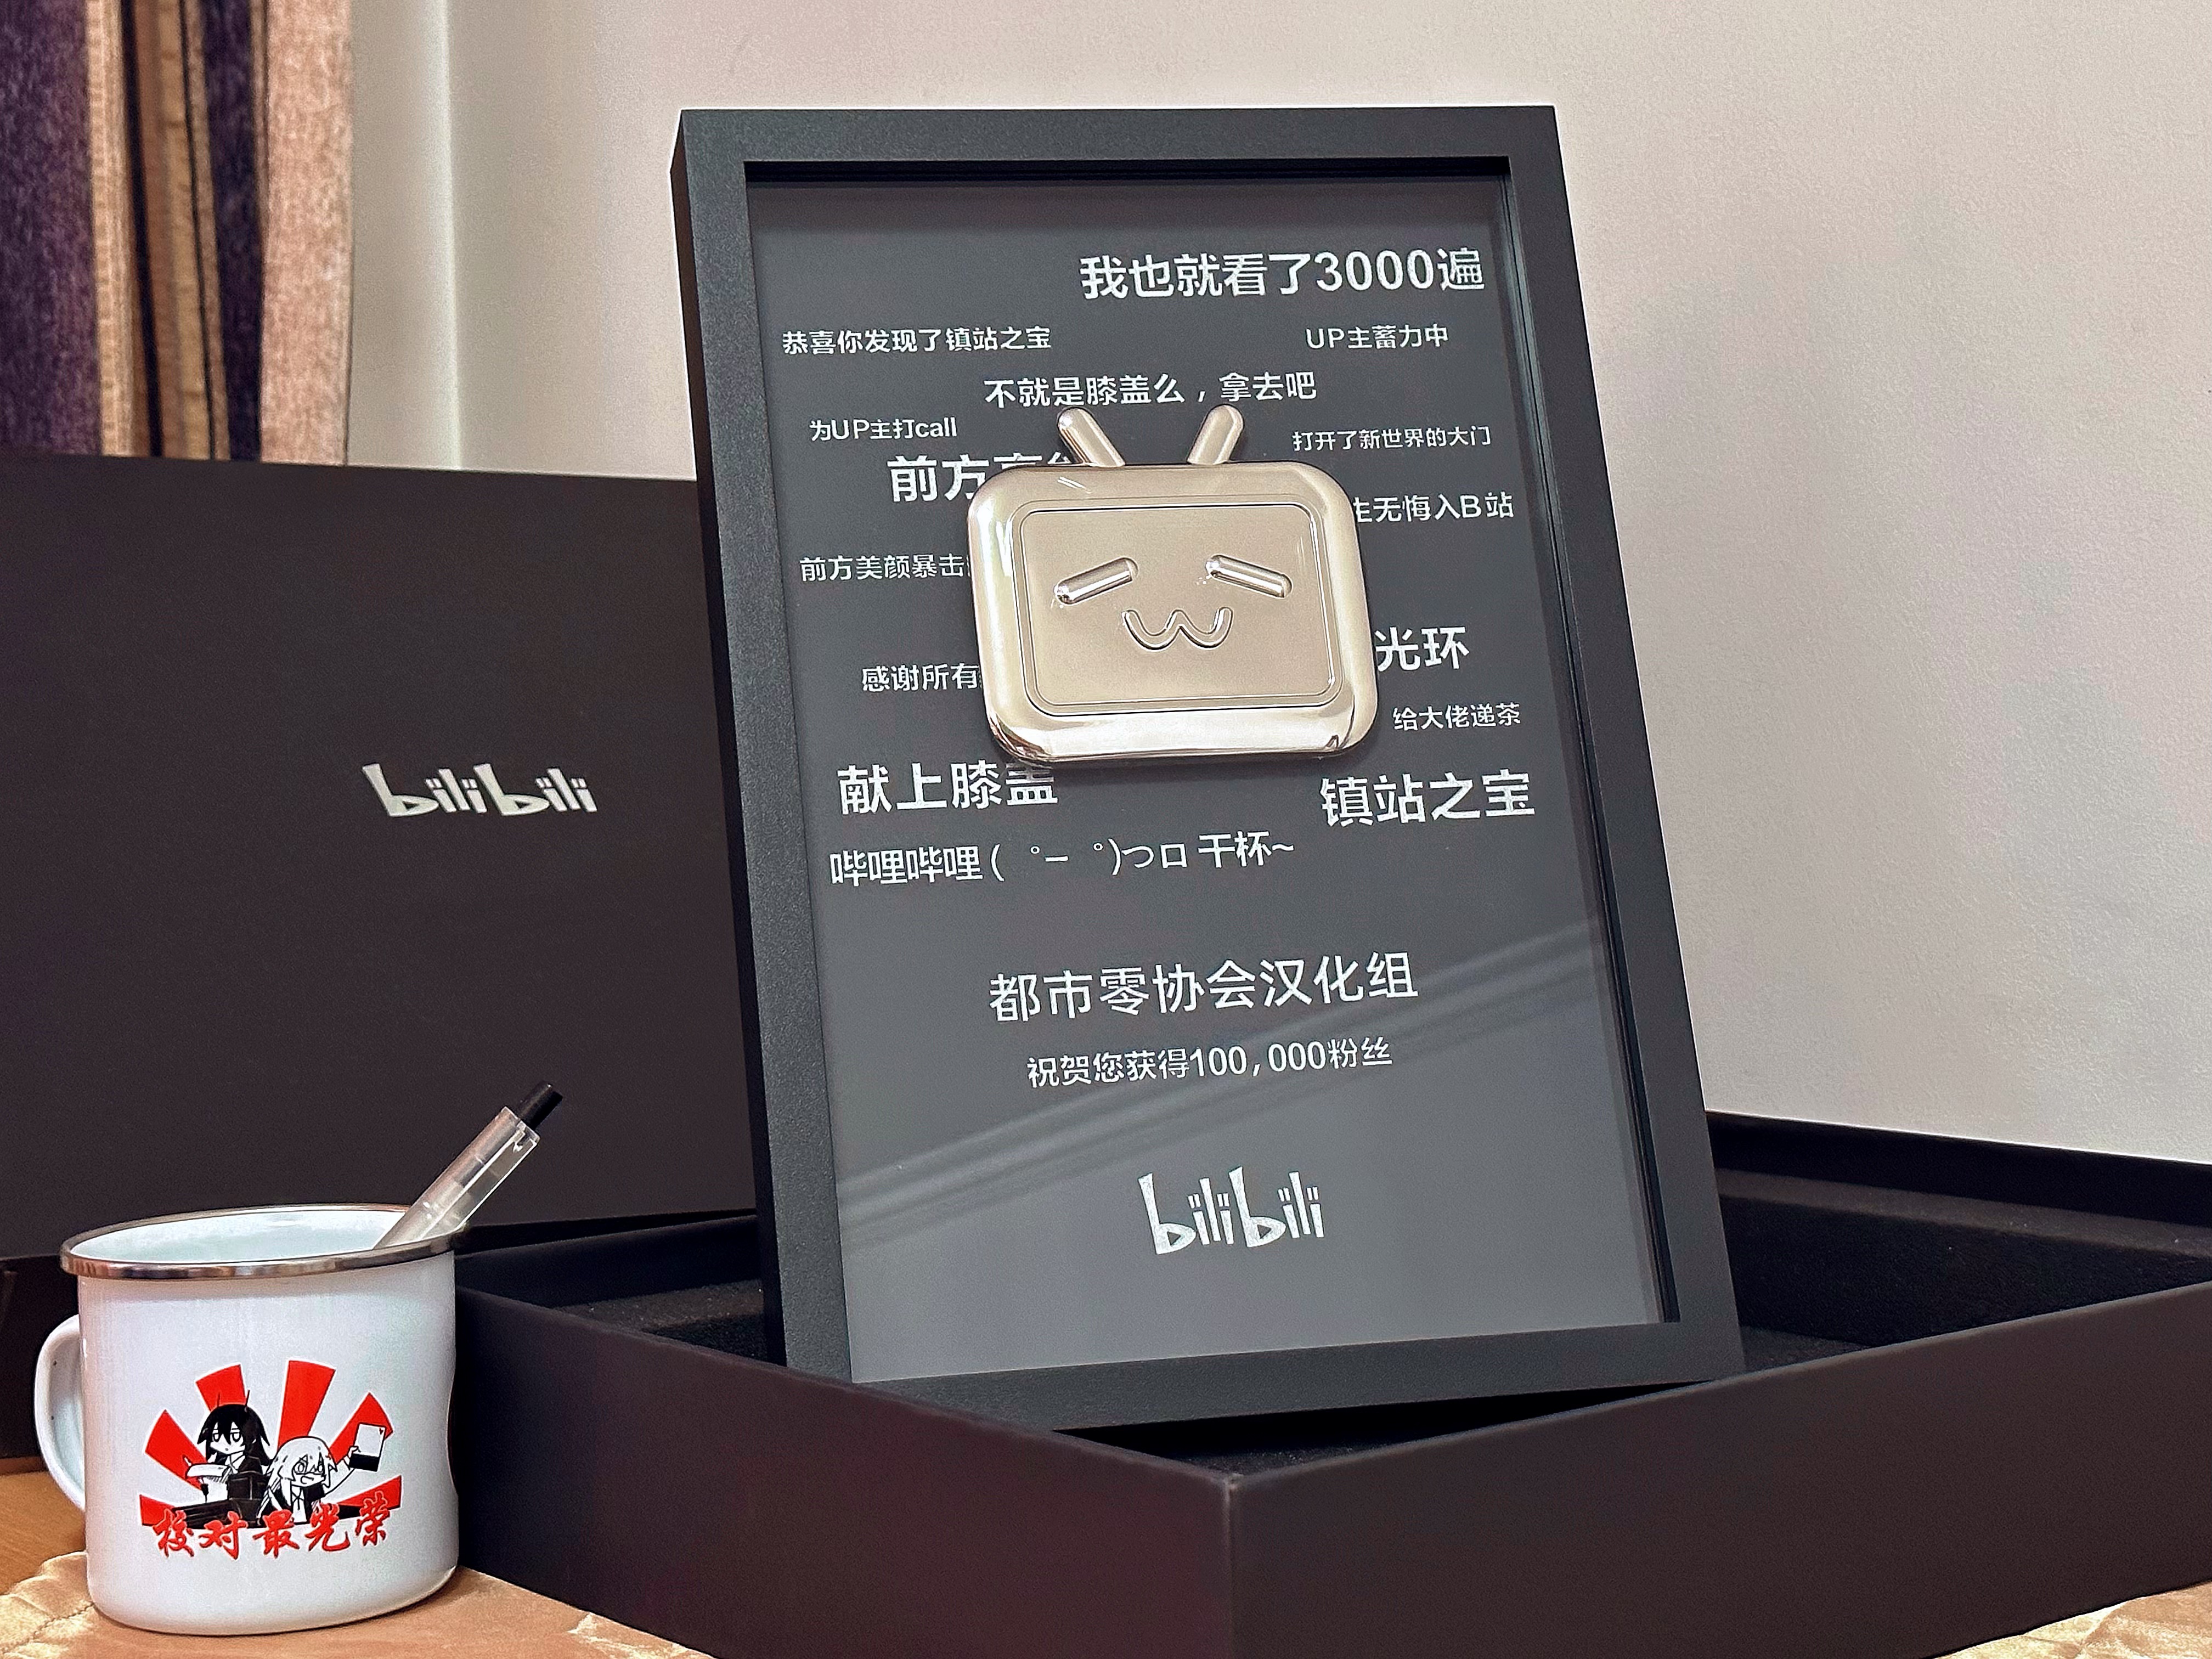 我也就看了3000遍
恭喜你发现了镇站之宝
UP主蓄力中
不就是膝盖么，拿去吧
为UP主打call
打开了新世界的大门
前方高能
生无悔入B站
前方美颜暴击
感谢所有
光环
给大佬递茶
献上膝盖
镇站之宝
哔哩哔哩 (゜-゜)つロ 干杯~
都市零协会汉化组
祝贺您获得100,000粉丝
bilibili
bilibili
校对最光荣